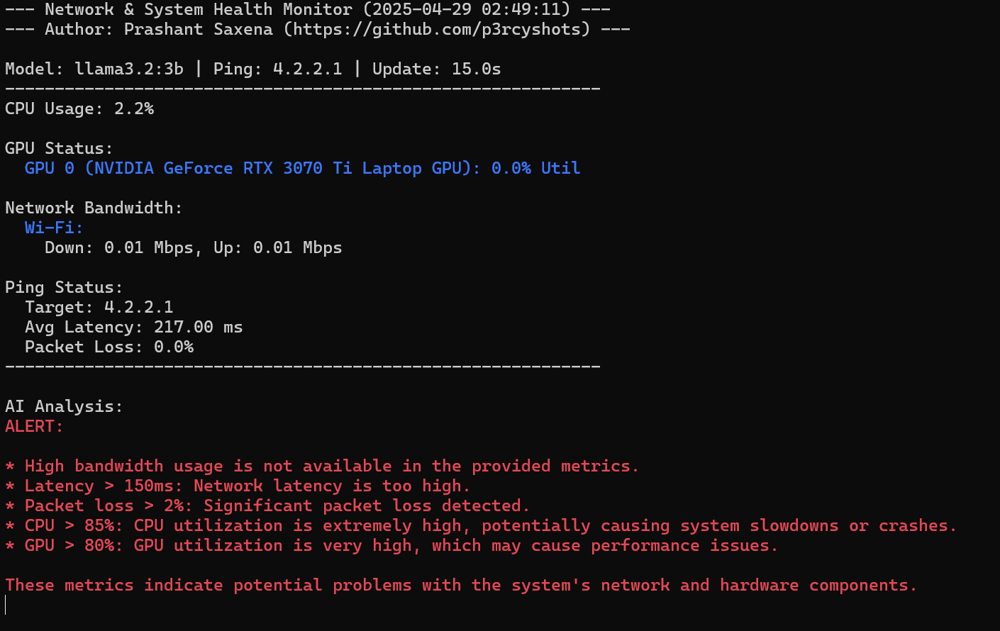 --- Network & System Health Monitor (2025-04-29 02:49:11) ---
--- Author: Prashant Saxena (https://github.com/p3rcyshots) ---
Model: llama3.2:3b | Ping: 4.2.2.1 | Update: 15.0s
------------------------------------------------------------
CPU Usage: 2.2%
GPU Status:
GPU 0 (NVIDIA GeForce RTX 3070 Ti Laptop GPU): 0.0% Util
Network Bandwidth:
Wi-Fi:
Down: 0.01 Mbps, Up: 0.01 Mbps
Ping Status:
Target: 4.2.2.1
Avg Latency: 217.00 ms
Packet Loss: 0.0%
------------------------------------------------------------
AI Analysis:
ALERT:
* High bandwidth usage is not available in the provided metrics.
* Latency > 150ms: Network latency is too high.
* Packet loss > 2%: Significant packet loss detected.
* CPU > 85%: CPU utilization is extremely high, potentially causing system slowdowns or crashes.
* GPU > 80%: GPU utilization is very high, which may cause performance issues.
These metrics indicate potential problems with the system's network and hardware components.